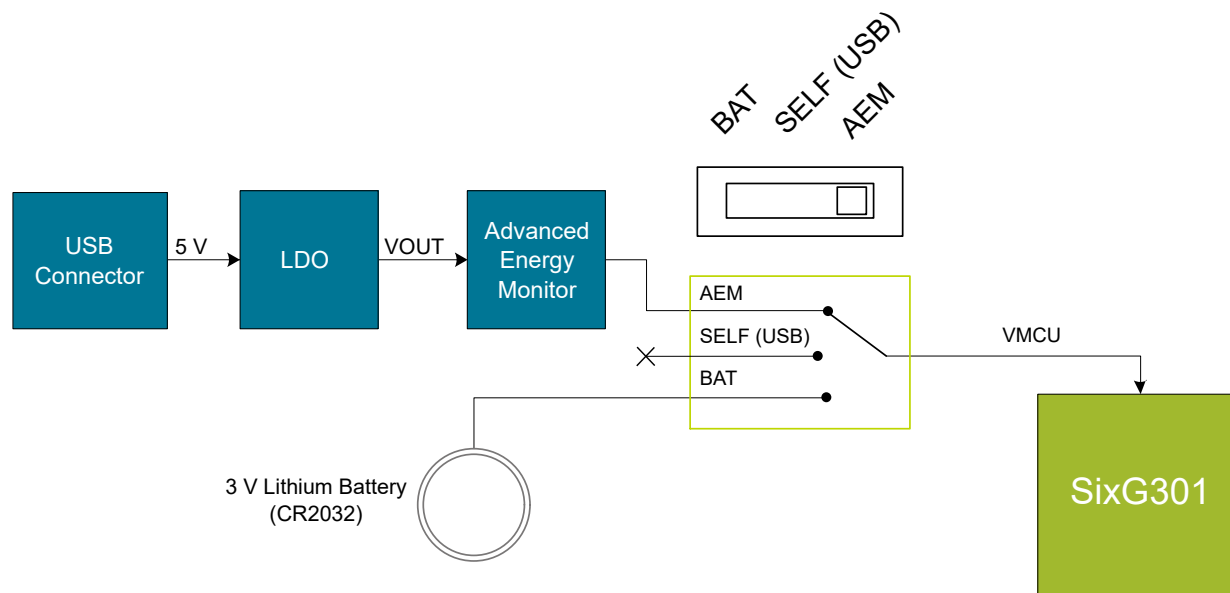 BAT
SELF (USB)
AEM
USB
Connector
5 V
LDO
VOUT
Advanced
Energy
Monitor
AEM
SELF (USB)
BAT
VMCU
3 V Lithium Battery
(CR2032)
SixG301